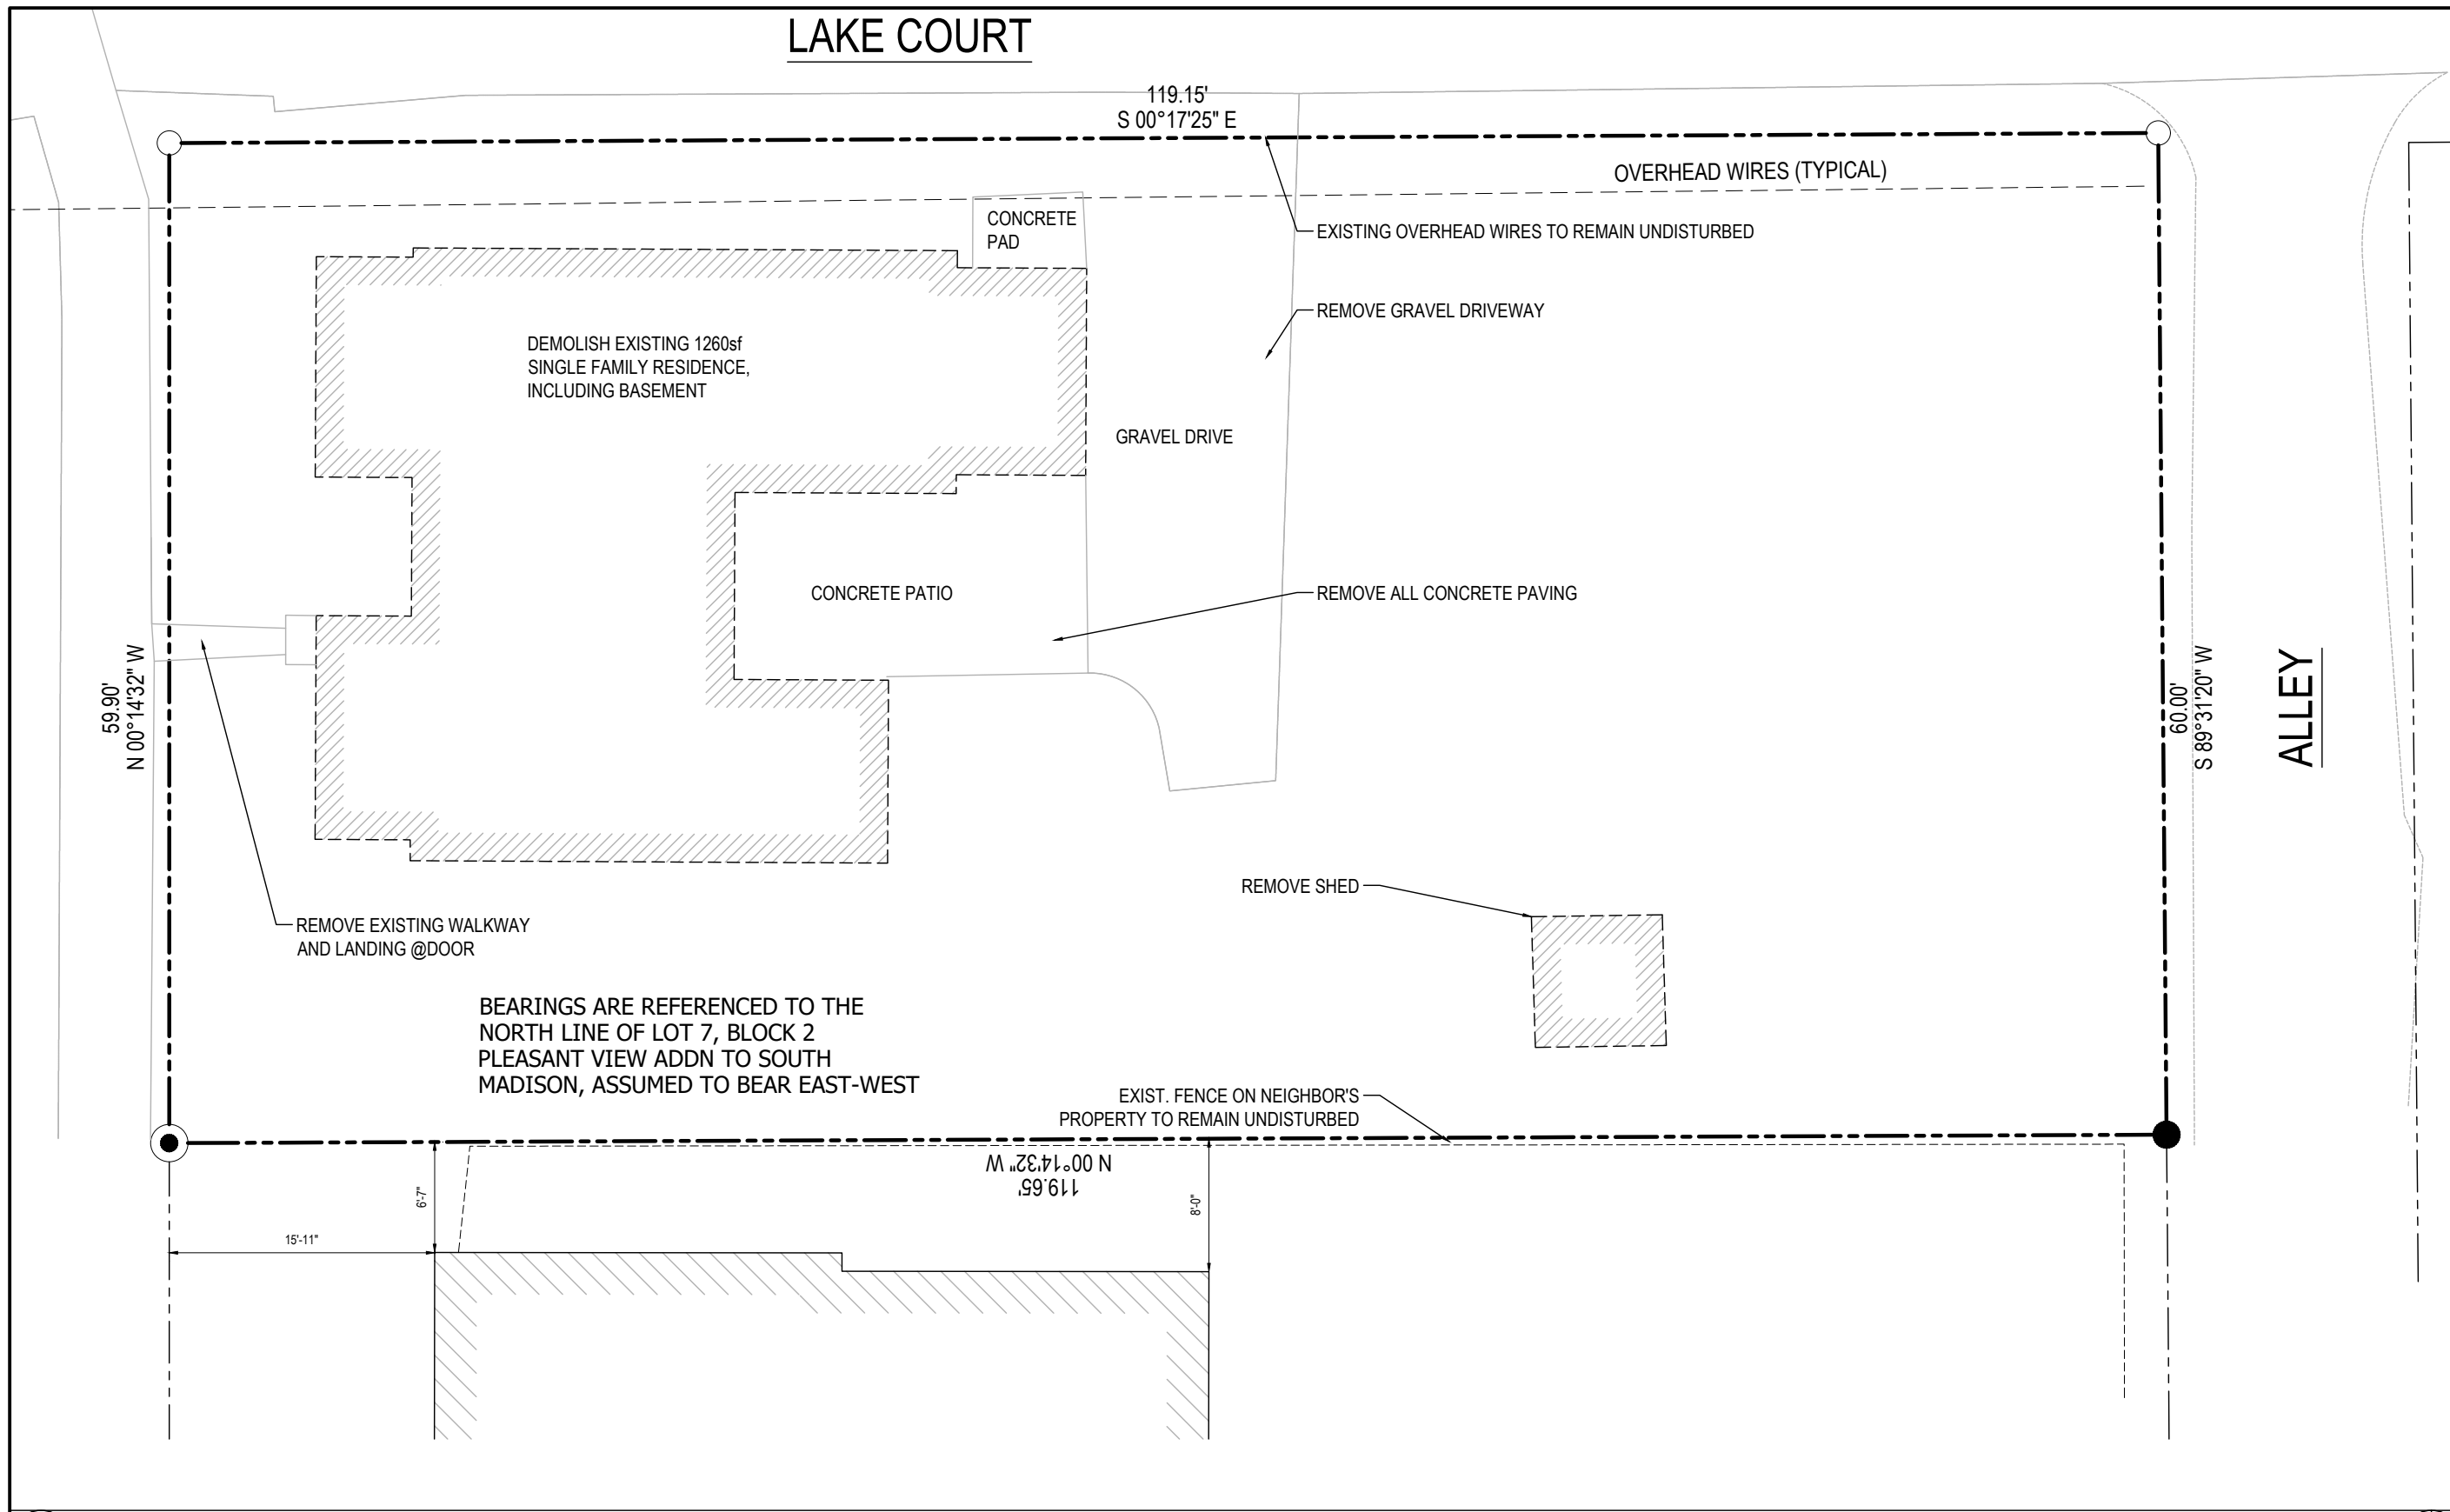 LAKE COURT
119.15'
S 00°17'25" E
OVERHEAD WIRES (TYPICAL)
CONCRETE
PAD
EXISTING OVERHEAD WIRES TO REMAIN UNDISTURBED
REMOVE GRAVEL DRIVEWAY
DEMOLISH EXISTING 1260sf
SINGLE FAMILY RESIDENCE,
INCLUDING BASEMENT
GRAVEL DRIVE
CONCRETE PATIO
REMOVE ALL CONCRETE PAVING
59.90'
N 00°14'32" W
60.00'
S 89°31'20" W
ALLEY
REMOVE SHED
REMOVE EXISTING WALKWAY
AND LANDING @DOOR
BEARINGS ARE REFERENCED TO THE
NORTH LINE OF LOT 7, BLOCK 2
PLEASANT VIEW ADDN TO SOUTH
MADISON, ASSUMED TO BEAR EAST-WEST
EXIST. FENCE ON NEIGHBOR'S
PROPERTY TO REMAIN UNDISTURBED
119.65'
N 00°14'32" W
6'-7"
8'-0"
15'-11"